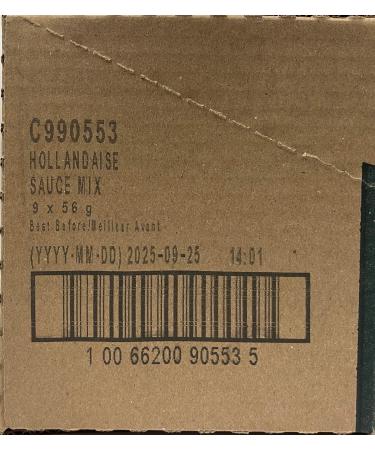 C990553
HOLLANDAISE
SAUCE MIX
9 x 56 g
Best Before/Meilleur Avant
(YYYY-MM-DD) 2025-09-25 14:01
1 00 66200 90553 5